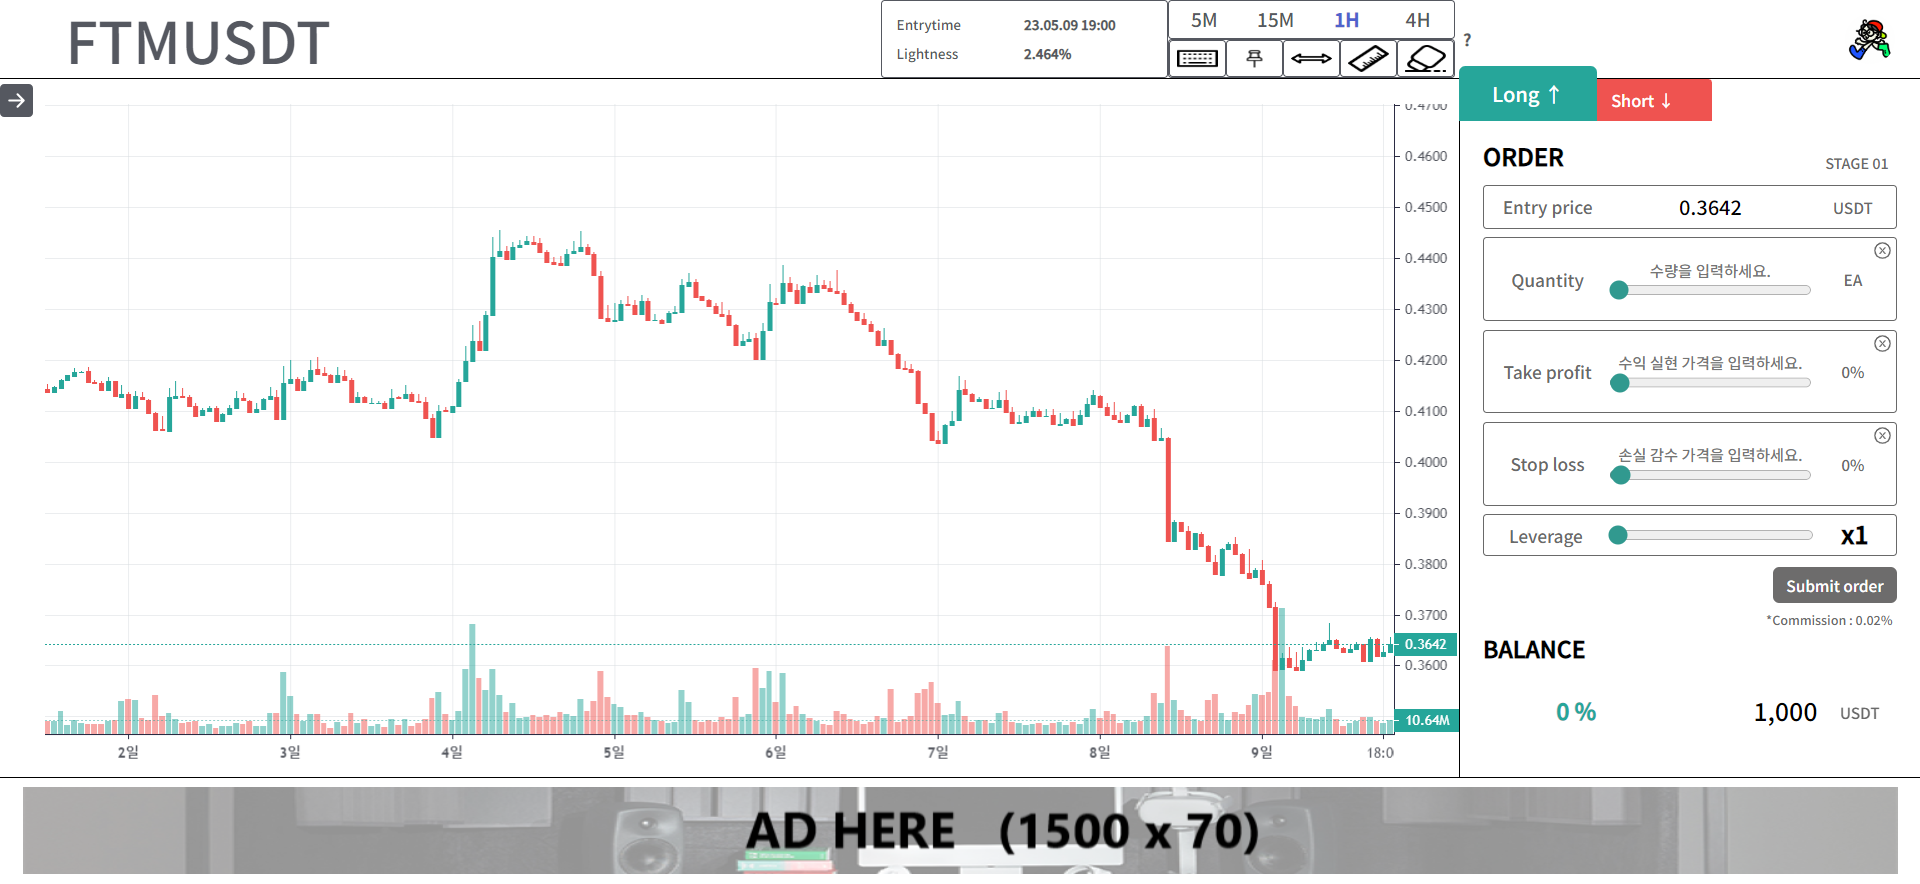 FTMUSDT
Entrytime 23.05.09 19:00
Lightness 2.464%
5M 15M 1H 4H
?
Long ↑
Short ↓
0.4700
0.4600
0.4500
0.4400
0.4300
0.4200
0.4100
0.4000
0.3900
0.3800
0.3700
0.3642
0.3600
10.64M
2일 3일 4일 5일 6일 7일 8일 9일 18:0
ORDER
STAGE 01
Entry price 0.3642 USDT
Quantity 수량을 입력하세요. EA
Take profit 수익 실현 가격을 입력하세요. 0%
Stop loss 손실 감수 가격을 입력하세요. 0%
Leverage x1
Submit order
*Commission : 0.02%
BALANCE
0 % 1,000 USDT
AD HERE (1500 x 70)